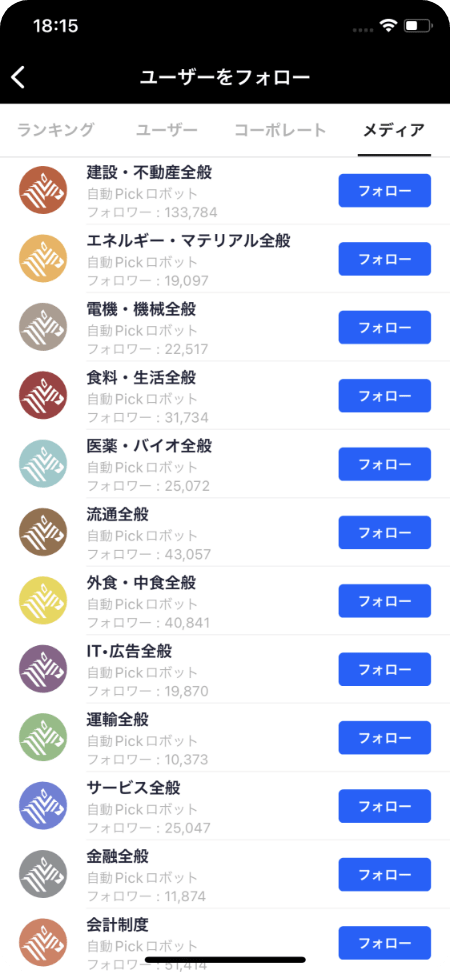 18:15
ユーザーをフォロー
ランキング ユーザー コーポレート メディア
建設・不動産全般
自動Pickロボット
フォロワー：133,784
フォロー
エネルギー・マテリアル全般
自動Pickロボット
フォロワー：19,097
フォロー
電機・機械全般
自動Pickロボット
フォロワー：22,517
フォロー
食料・生活全般
自動Pickロボット
フォロワー：31,734
フォロー
医薬・バイオ全般
自動Pickロボット
フォロワー：25,072
フォロー
流通全般
自動Pickロボット
フォロワー：43,057
フォロー
外食・中食全般
自動Pickロボット
フォロワー：40,841
フォロー
IT•広告全般
自動Pickロボット
フォロワー：19,870
フォロー
運輸全般
自動Pickロボット
フォロワー：10,373
フォロー
サービス全般
自動Pickロボット
フォロワー：25,047
フォロー
金融全般
自動Pickロボット
フォロワー：11,874
フォロー
会計制度
自動Pickロボット
フォロワー：51,414
フォロー